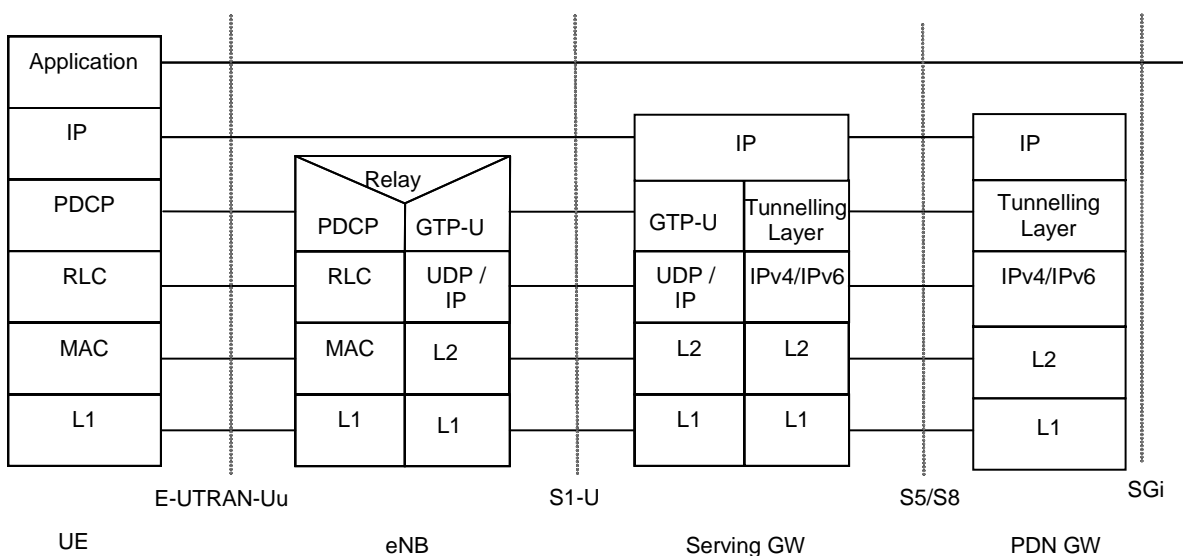 Application
IP
PDCP
RLC
MAC
L1
Relay
PDCP
GTP-U
RLC
UDP /
IP
MAC
L2
L1
L1
IP
GTP-U
Tunnelling
Layer
UDP /
IP
IPv4/IPv6
L2
L2
L1
L1
IP
Tunnelling
Layer
IPv4/IPv6
L2
L1
E-UTRAN-Uu
S1-U
S5/S8
SGi
UE
eNB
Serving GW
PDN GW